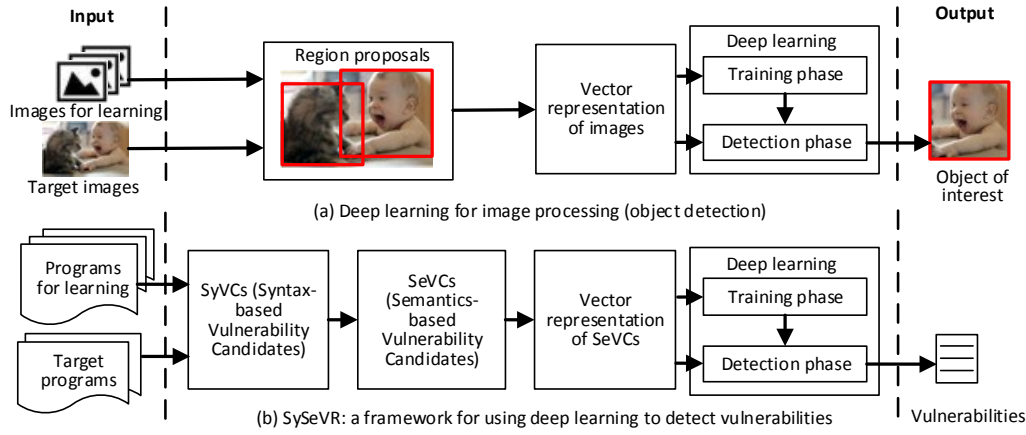 Input
Output
Images for learning
Target images
Region proposals
Vector
representation
of images
Deep learning
Training phase
Detection phase
Object of
interest
(a) Deep learning for image processing (object detection)
Programs
for learning
Target
programs
SyVCs (Syntax-
based
Vulnerability
Candidates)
SeVCs
(Semantics-
based
Vulnerability
Candidates)
Vector
representation
of SeVCs
Deep learning
Training phase
Detection phase
Vulnerabilities
(b) SySeVR: a framework for using deep learning to detect vulnerabilities